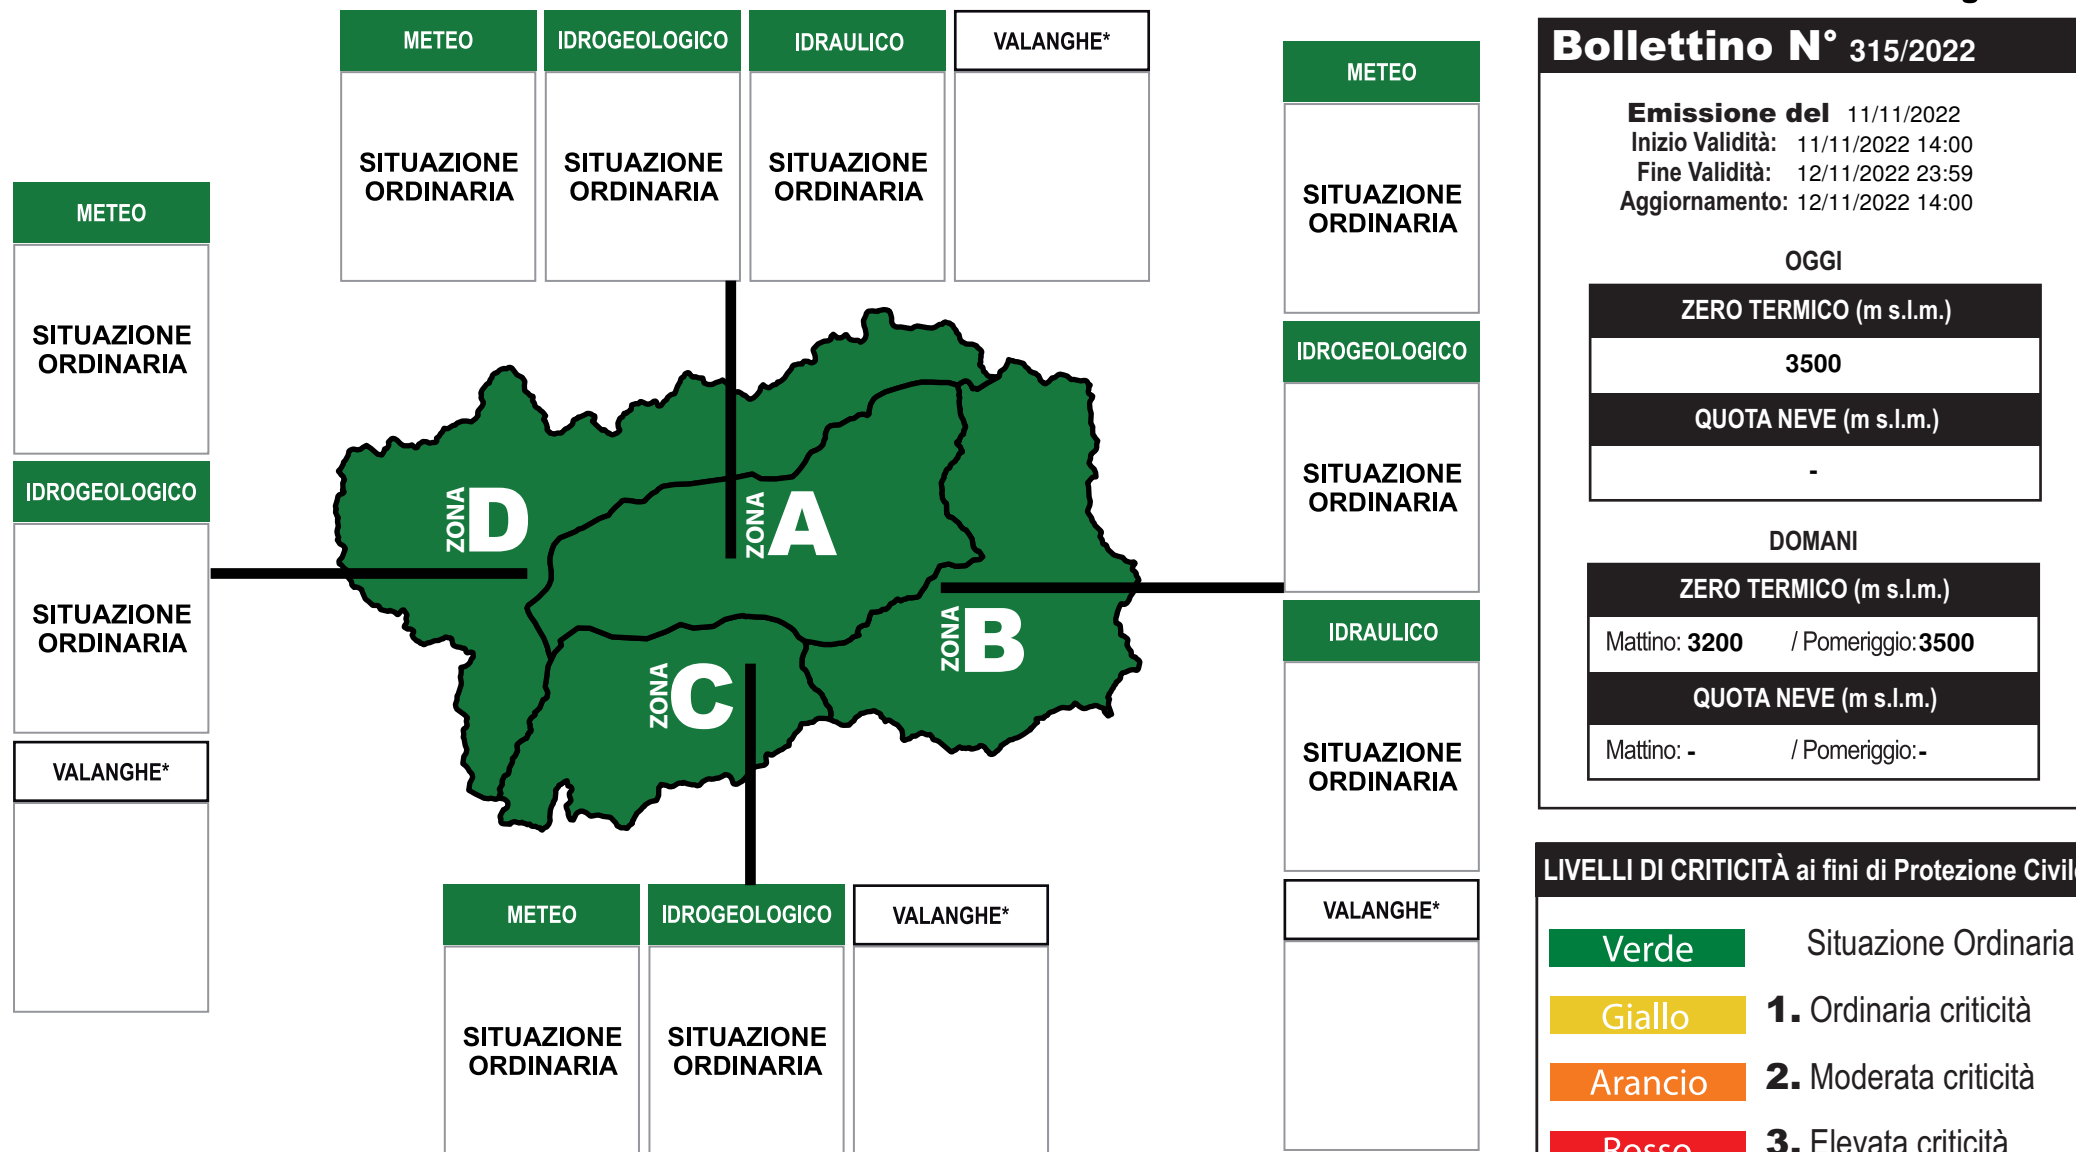 METEO
IDROGEOLOGICO
IDRAULICO
VALANGHE*
SITUAZIONE
ORDINARIA
SITUAZIONE
ORDINARIA
SITUAZIONE
ORDINARIA
METEO
SITUAZIONE
ORDINARIA
IDROGEOLOGICO
SITUAZIONE
ORDINARIA
VALANGHE*
ZONA D
ZONA A
ZONA B
ZONA C
METEO
IDROGEOLOGICO
VALANGHE*
SITUAZIONE
ORDINARIA
SITUAZIONE
ORDINARIA
METEO
SITUAZIONE
ORDINARIA
IDROGEOLOGICO
SITUAZIONE
ORDINARIA
IDRAULICO
SITUAZIONE
ORDINARIA
VALANGHE*
Bollettino N° 315/2022
Emissione del 11/11/2022
Inizio Validità: 11/11/2022 14:00
Fine Validità: 12/11/2022 23:59
Aggiornamento: 12/11/2022 14:00
OGGI
ZERO TERMICO (m s.l.m.)
3500
QUOTA NEVE (m s.l.m.)
-
DOMANI
ZERO TERMICO (m s.l.m.)
Mattino: 3200 / Pomeriggio: 3500
QUOTA NEVE (m s.l.m.)
Mattino: - / Pomeriggio: -
LIVELLI DI CRITICITÀ ai fini di Protezione Civile
Verde Situazione Ordinaria
Giallo 1. Ordinaria criticità
Arancio 2. Moderata criticità
Rosso 3. Elevata criticità